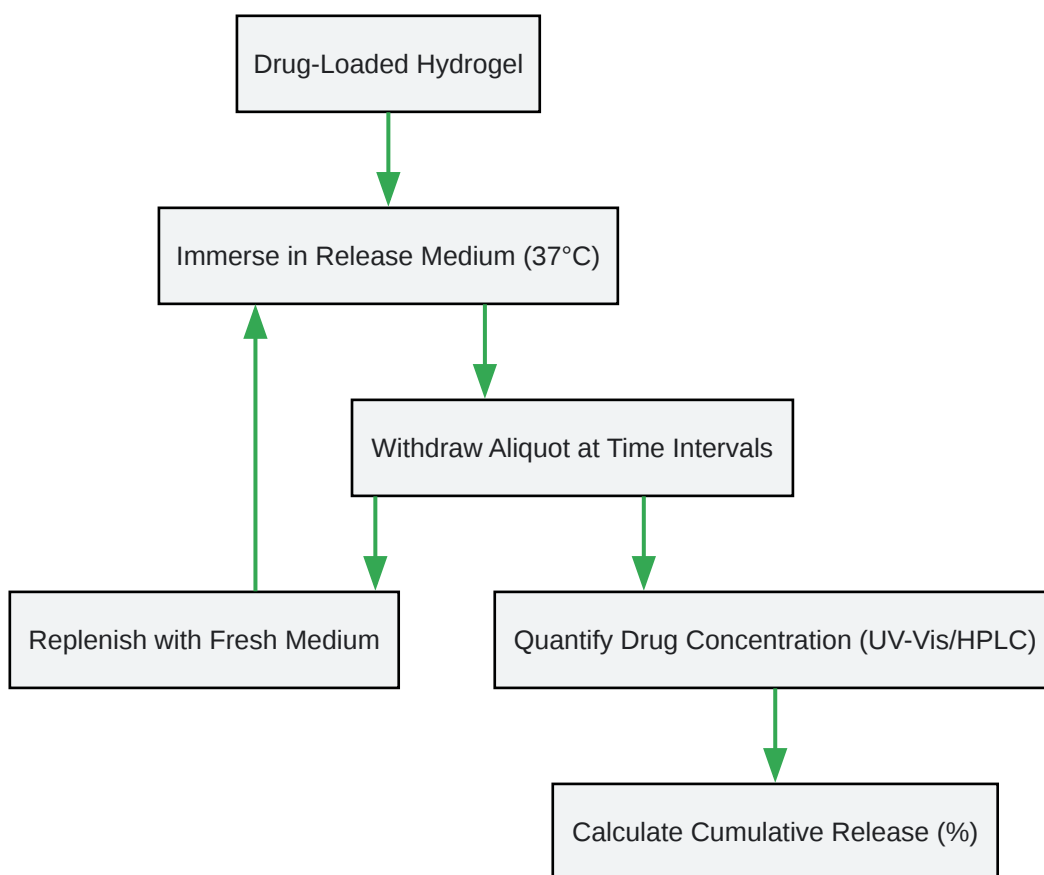 Drug-Loaded Hydrogel
Immerse in Release Medium (37°C)
Withdraw Aliquot at Time Intervals
Replenish with Fresh Medium
Quantify Drug Concentration (UV-Vis/HPLC)
Calculate Cumulative Release (%)